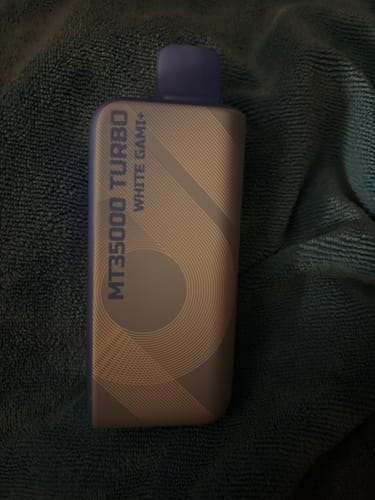 MT35000 TURBO
WHITE GAMI+